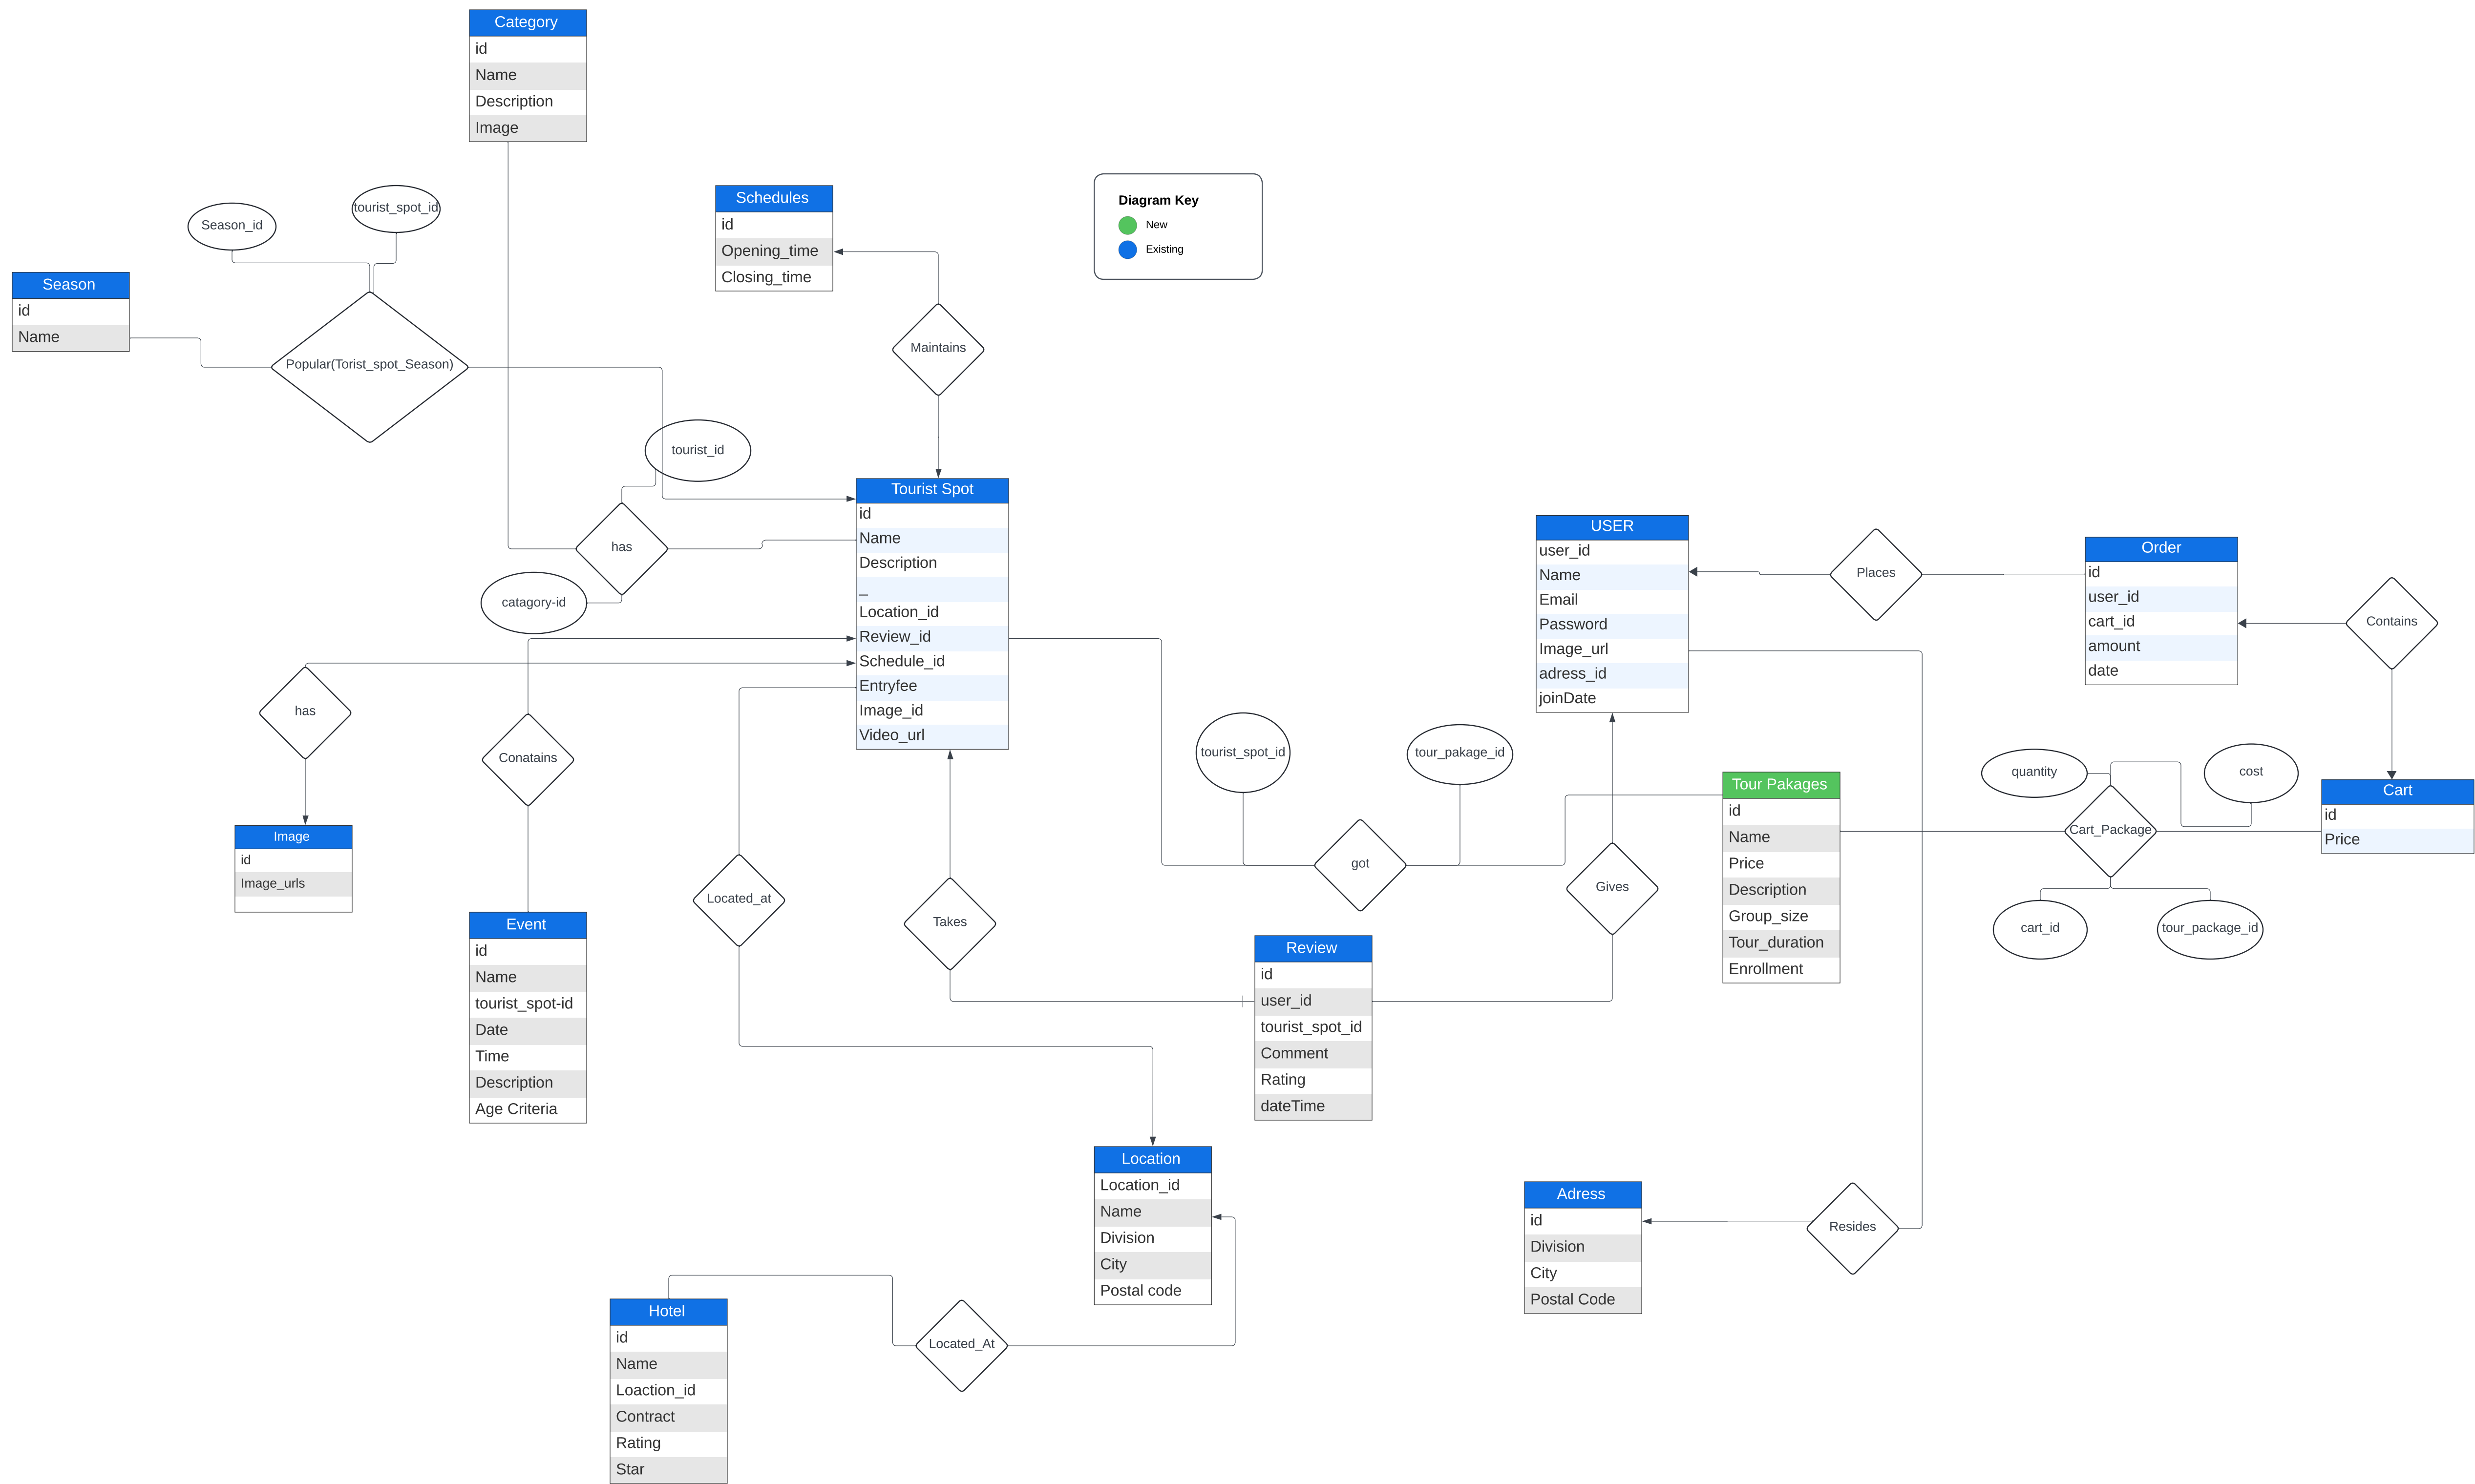 Category
id
Name
Description
Image
Season_id
tourist_spot_id
Season
id
Name
Popular(Torist_spot_Season)
Schedules
id
Opening_time
Closing_time
Diagram Key
New
Existing
Maintains
tourist_id
has
catagory-id
Tourist Spot
id
Name
Description
_
Location_id
Review_id
Schedule_id
Entryfee
Image_id
Video_url
USER
user_id
Name
Email
Password
Image_url
adress_id
joinDate
Places
Order
id
user_id
cart_id
amount
date
Contains
has
Conatains
Image
id
Image_urls
Event
id
Name
tourist_spot-id
Date
Time
Description
Age Criteria
Located_at
Takes
tourist_spot_id
tour_pakage_id
got
Gives
Tour Pakages
id
Name
Price
Description
Group_size
Tour_duration
Enrollment
quantity
cost
Cart_Package
cart_id
tour_package_id
Cart
id
Price
Review
id
user_id
tourist_spot_id
Comment
Rating
dateTime
Location
Location_id
Name
Division
City
Postal code
Adress
id
Division
City
Postal Code
Resides
Hotel
id
Name
Loaction_id
Contract
Rating
Star
Located_At